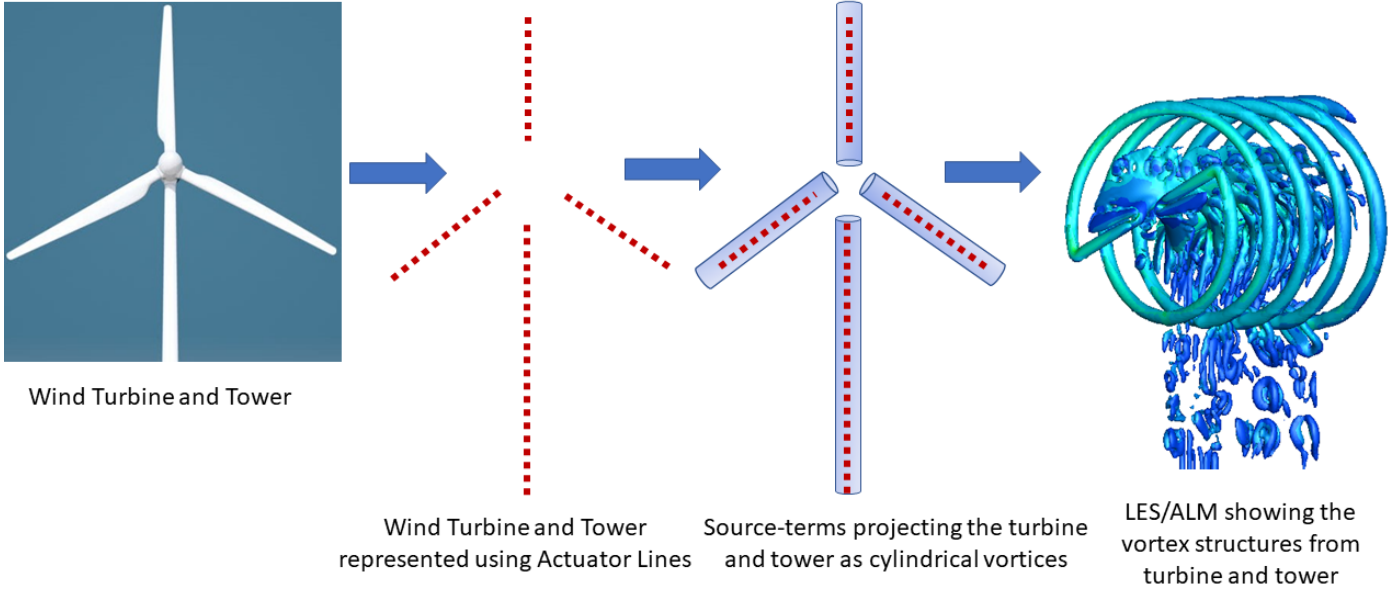 Wind Turbine and Tower
Wind Turbine and Tower
represented using Actuator Lines
Source-terms projecting the turbine
and tower as cylindrical vortices
LES/ALM showing the
vortex structures from
turbine and tower